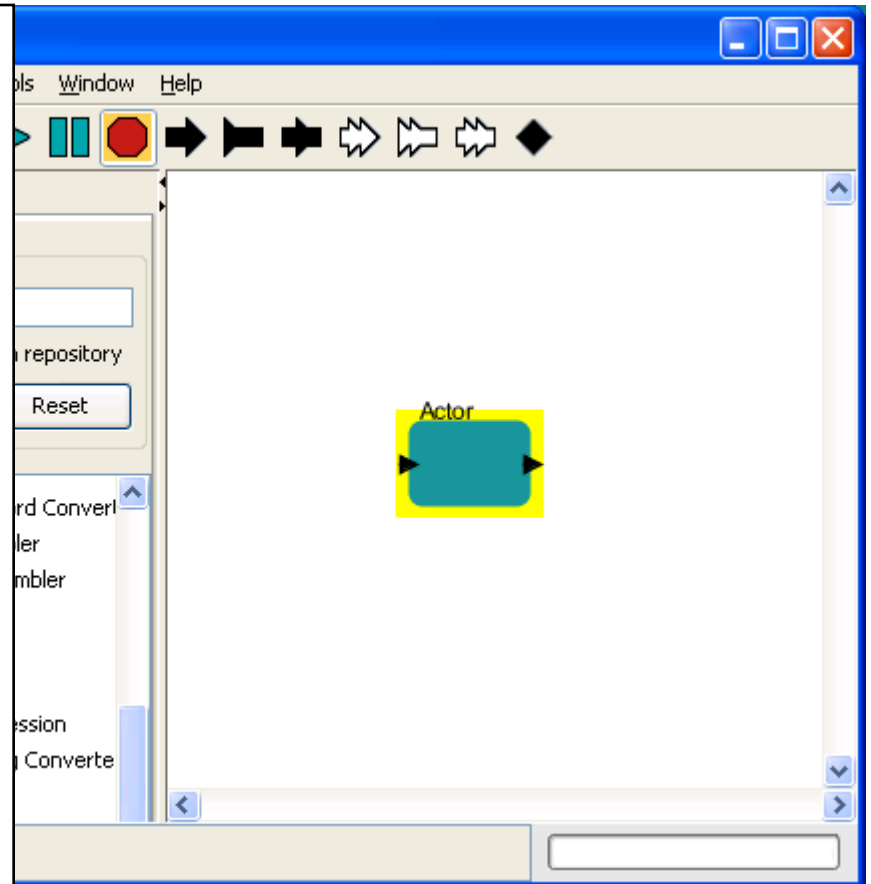 ols Window Help
n repository
Reset
Actor
rd Convert
ler
mbler
ession
g Converte